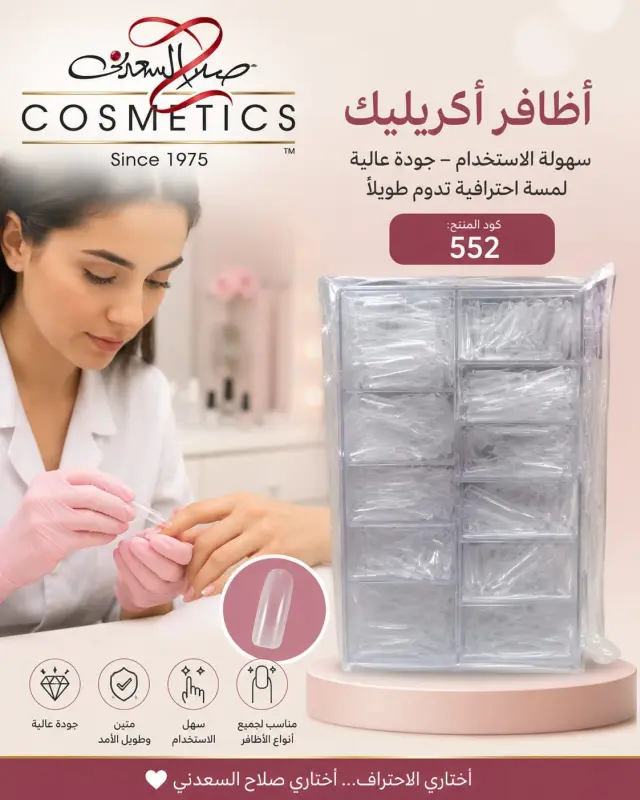 صلاح السعدني
COSMETICS
Since 1975
TM
أظافر أكريليك
سهولة الاستخدام – جودة عالية
لمسة احترافية تدوم طويلاً
كود المنتج:
552
مناسب لجميع
أنواع الأظافر
سهل
الاستخدام
متين
وطويل الأمد
جودة عالية
أختاري الاحتراف... أختاري صلاح السعدني